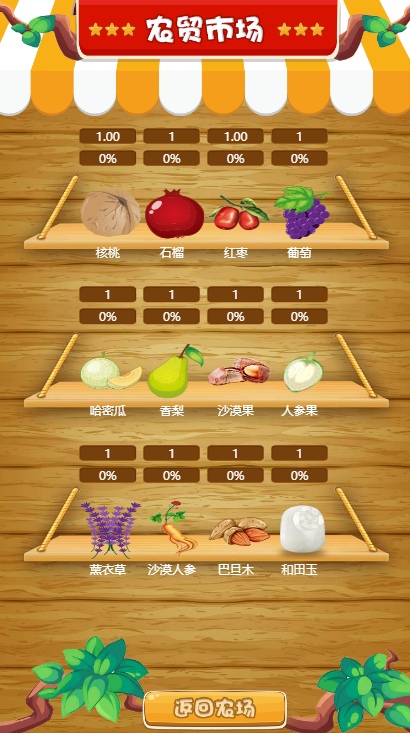 农贸市场
1.00 1 1.00 1
0% 0% 0% 0%
核桃 石榴 红枣 葡萄
1 1 1 1
0% 0% 0% 0%
哈密瓜 香梨 沙漠果 人参果
1 1 1 1
0% 0% 0% 0%
薰衣草 沙漠人参 巴旦木 和田玉
返回农场